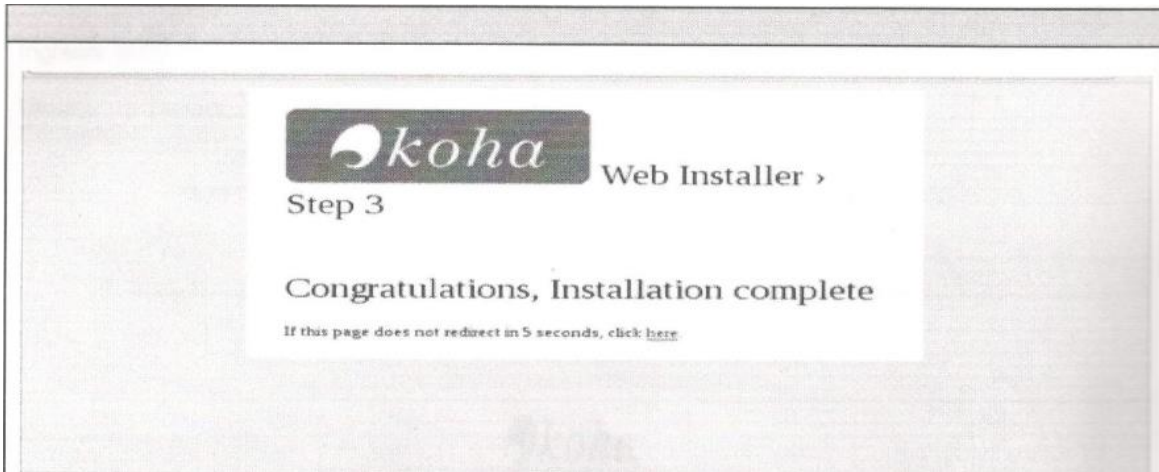 koha Web Installer ›
Step 3
Congratulations, Installation complete
If this page does not redirect in 5 seconds, click here.